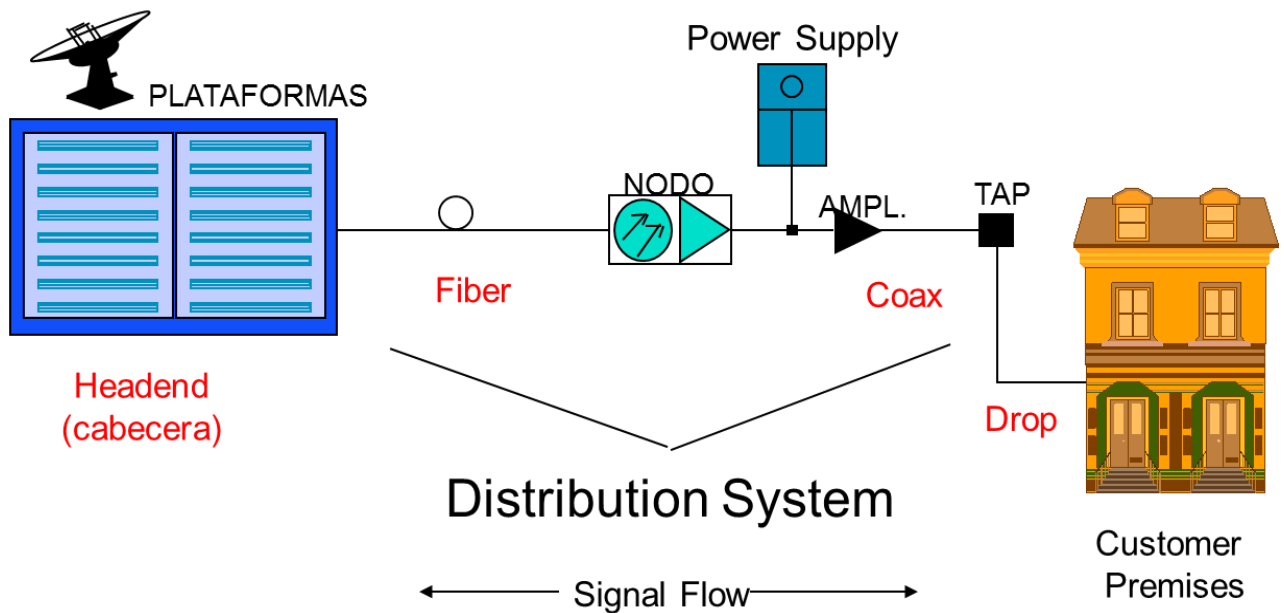 Power Supply
PLATAFORMAS
NODO
AMPL.
TAP
Fiber
Coax
Headend
(cabecera)
Drop
Distribution System
Customer
Premises
Signal Flow